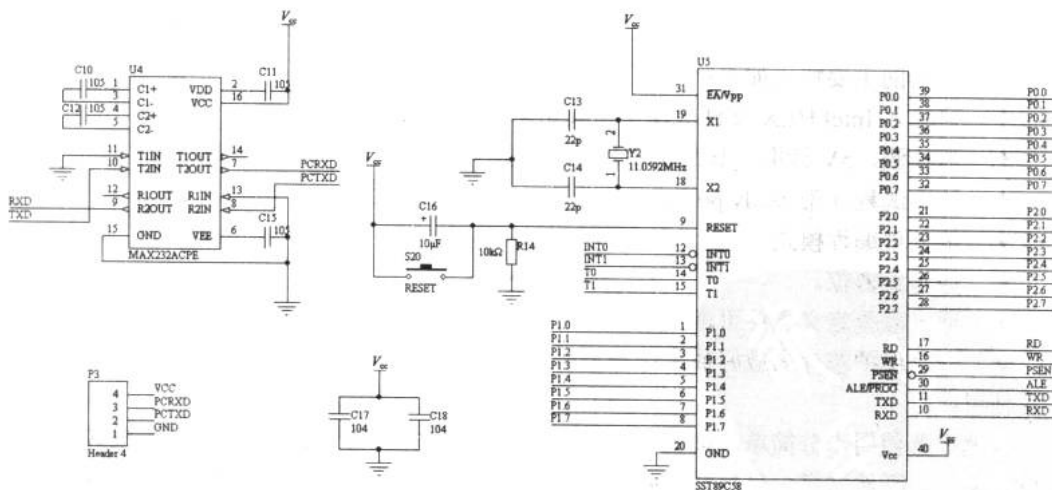 Vcc
U4
C10
105
C12
105
1
3
4
5
C1+
C1-
C2+
C2-
VDD
VCC
2
16
C11
105
11
10
T1IN
T2IN
T1OUT
T2OUT
14
7
PCRXD
PCTXD
12
9
R1OUT
R2OUT
R1IN
R2IN
13
8
RXD
TXD
15
GND
VEE
6
C15
105
MAX232ACPE
P3
4
3
2
1
VCC
PCRXD
PCTXD
GND
Header 4
Vcc
C16
+
10μF
S20
RESET
10kΩ
R14
C13
22p
C14
22p
2
1
Y2
11.0592MHz
Vcc
C17
104
C18
104
Vcc
U5
31
EA/Vpp
19
X1
18
X2
9
RESET
INT0
INT1
T0
T1
12
13
14
15
INT0
INT1
T0
T1
P1.0
P1.1
P1.2
P1.3
P1.4
P1.5
P1.6
P1.7
1
2
3
4
5
6
7
8
P1.0
P1.1
P1.2
P1.3
P1.4
P1.5
P1.6
P1.7
20
GND
P0.0
P0.1
P0.2
P0.3
P0.4
P0.5
P0.6
P0.7
39
38
37
36
35
34
33
32
P0.0
P0.1
P0.2
P0.3
P0.4
P0.5
P0.6
P0.7
P2.0
P2.1
P2.2
P2.3
P2.4
P2.5
P2.6
P2.7
21
22
23
24
25
26
27
28
P2.0
P2.1
P2.2
P2.3
P2.4
P2.5
P2.6
P2.7
RD
WR
PSEN
ALE/PROG
TXD
RXD
17
16
29
30
11
10
RD
WR
PSEN
ALE
TXD
RXD
Vcc
40
Vcc
SST89C58